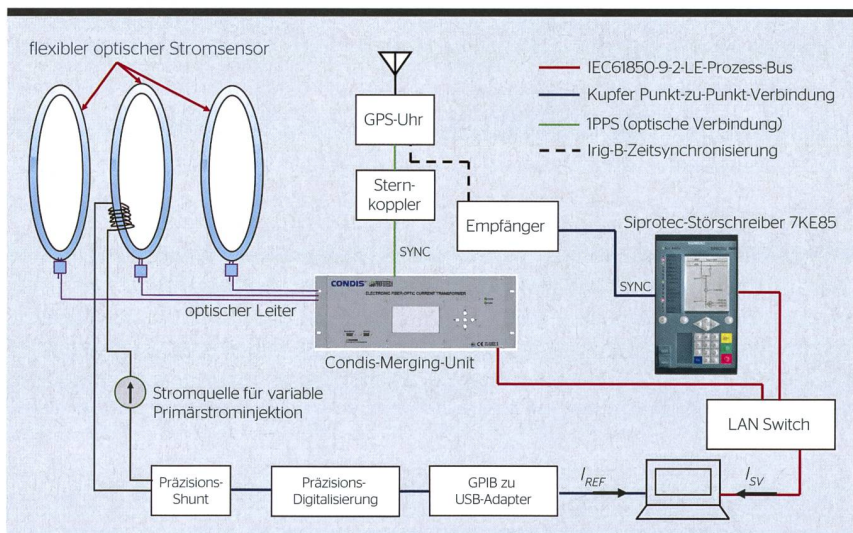 flexibler optischer Stromsensor
IEC61850-9-2-LE-Prozess-Bus
Kupfer Punkt-zu-Punkt-Verbindung
1PPS (optische Verbindung)
Irig-B-Zeitsynchronisierung
GPS-Uhr
Stern-
koppler
Empfänger
Siprotec-Störschreiber 7KE85
SYNC
SYNC
CONDIS
ELECTRONIC FIBER-OPTIC CURRENT TRANSFORMER
optischer Leiter
Condis-Merging-Unit
Stromquelle für variable
Primärstrominjektion
LAN Switch
Präzisions-
Shunt
Präzisions-
Digitalisierung
GPIB zu
USB-Adapter
I_REF
I_SV